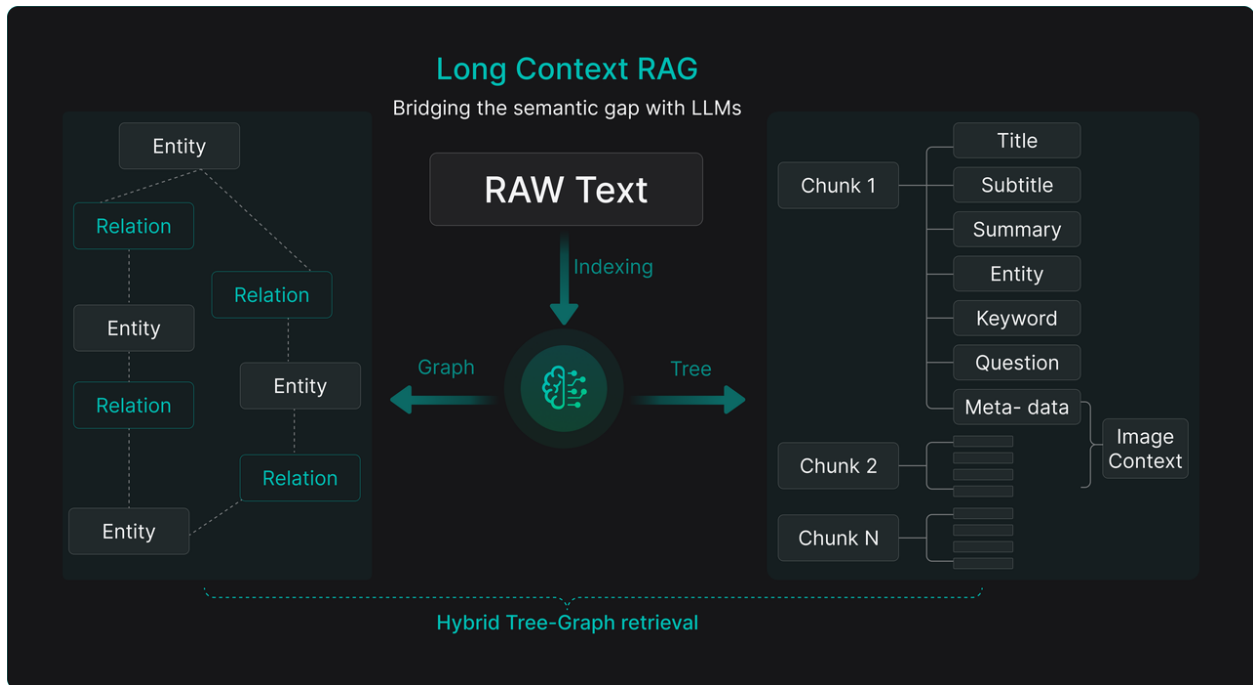 Long Context RAG
Bridging the semantic gap with LLMs
RAW Text
Indexing
Graph
Tree
Entity
Relation
Relation
Entity
Entity
Relation
Relation
Entity
Chunk 1
Title
Subtitle
Summary
Entity
Keyword
Question
Meta- data
Image
Context
Chunk 2
Chunk N
Hybrid Tree-Graph retrieval